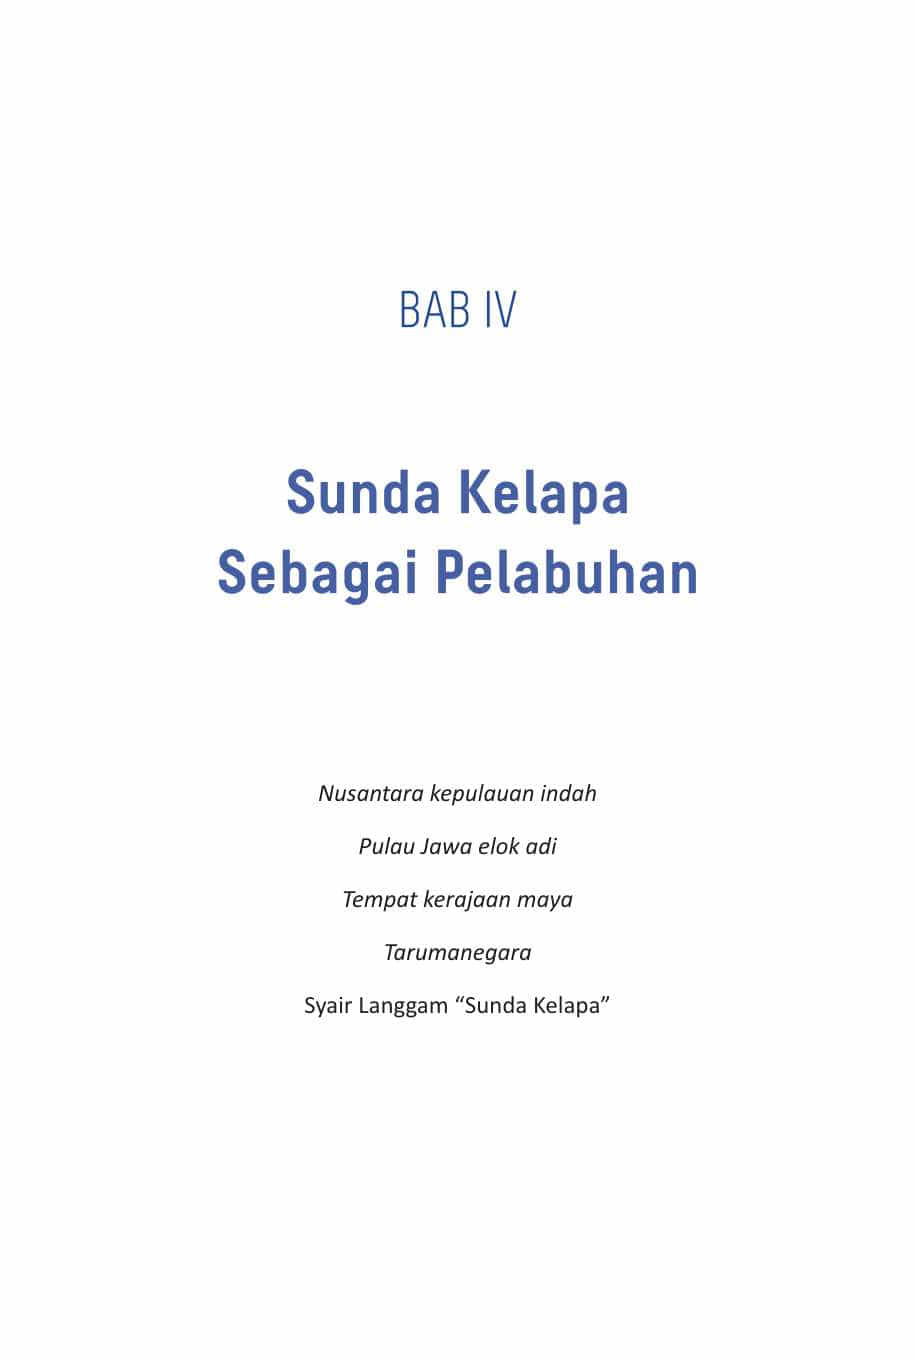 BAB IV
Sunda Kelapa
Sebagai Pelabuhan
Nusantara kepulauan indah
Pulau Jawa elok adi
Tempat kerajaan maya
Tarumanegara
Syair Langgam “Sunda Kelapa”